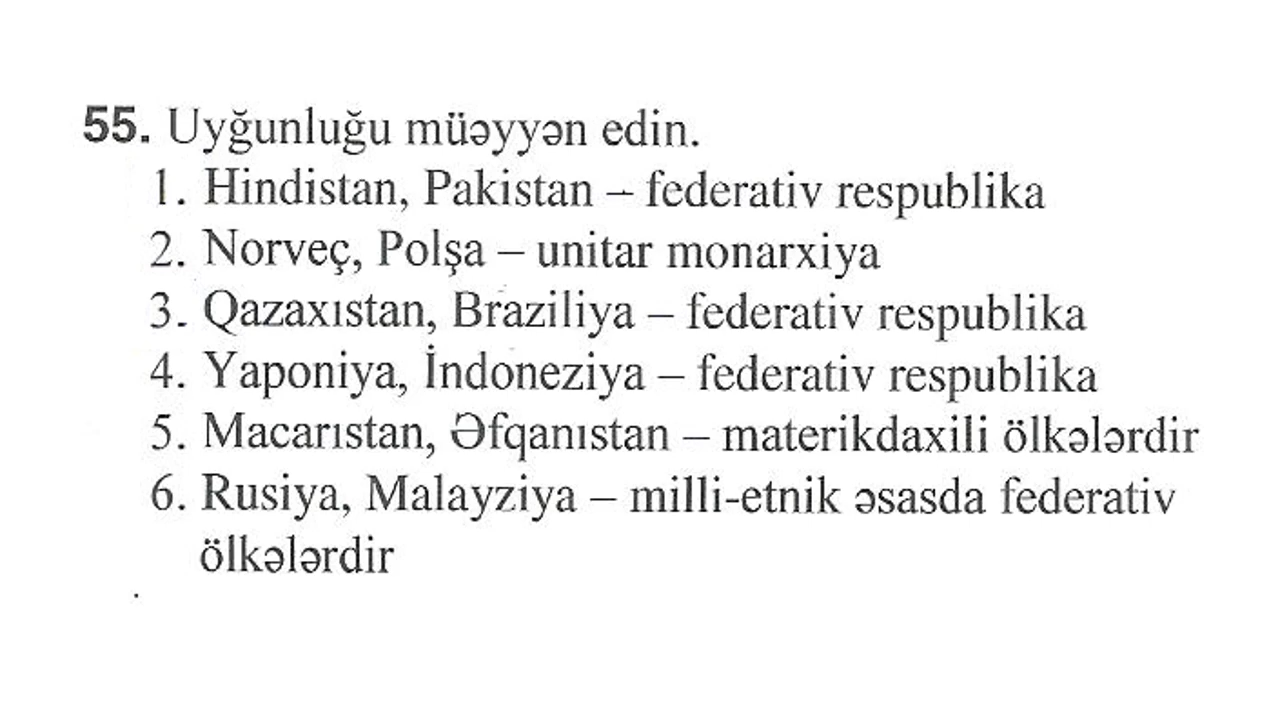 55. Uyğunluğu müəyyən edin.
1. Hindistan, Pakistan – federativ respublika
2. Norveç, Polşa – unitar monarxiya
3. Qazaxıstan, Braziliya – federativ respublika
4. Yaponiya, İndoneziya – federativ respublika
5. Macarıstan, Əfqanıstan – materikdaxili ölkələrdir
6. Rusiya, Malayziya – milli-etnik əsasda federativ
ölkələrdir